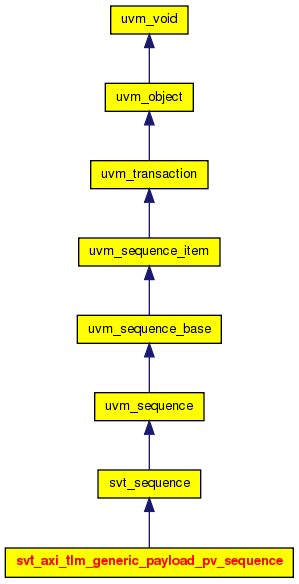 uvm_void
uvm_object
uvm_transaction
uvm_sequence_item
uvm_sequence_base
uvm_sequence
svt_sequence
svt_axi_tlm_generic_payload_pv_sequence